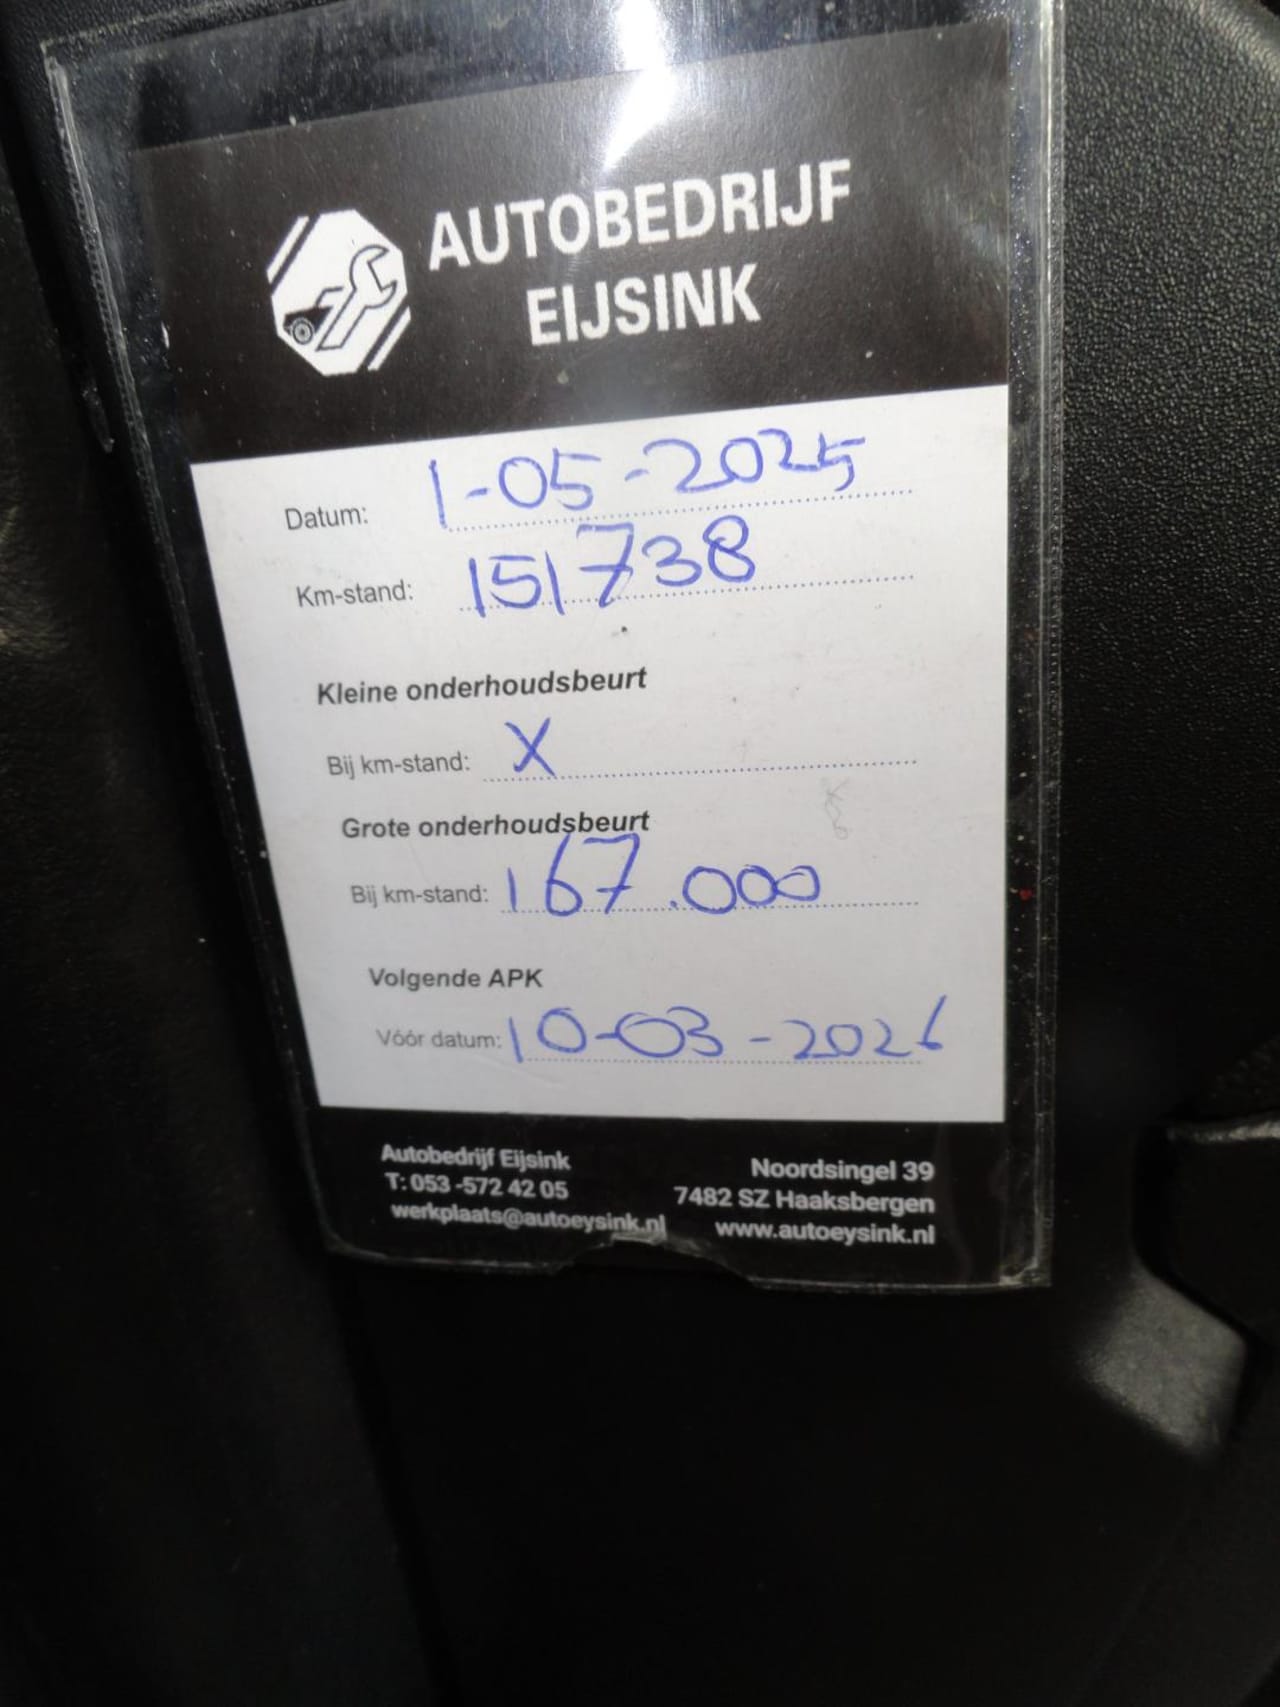 AUTOBEDRIJF
EIJSINK
Datum: 1-05-2025
Km-stand: 151738
Kleine onderhoudsbeurt
Bij km-stand: X
Grote onderhoudsbeurt
Bij km-stand: 167.000
Volgende APK
Vóór datum: 10-03-2026
Autobedrijf Eijsink
T: 053 -572 42 05
werkplaats@autoeysink.nl
Noordsingel 39
7482 SZ Haaksbergen
www.autoeysink.nl